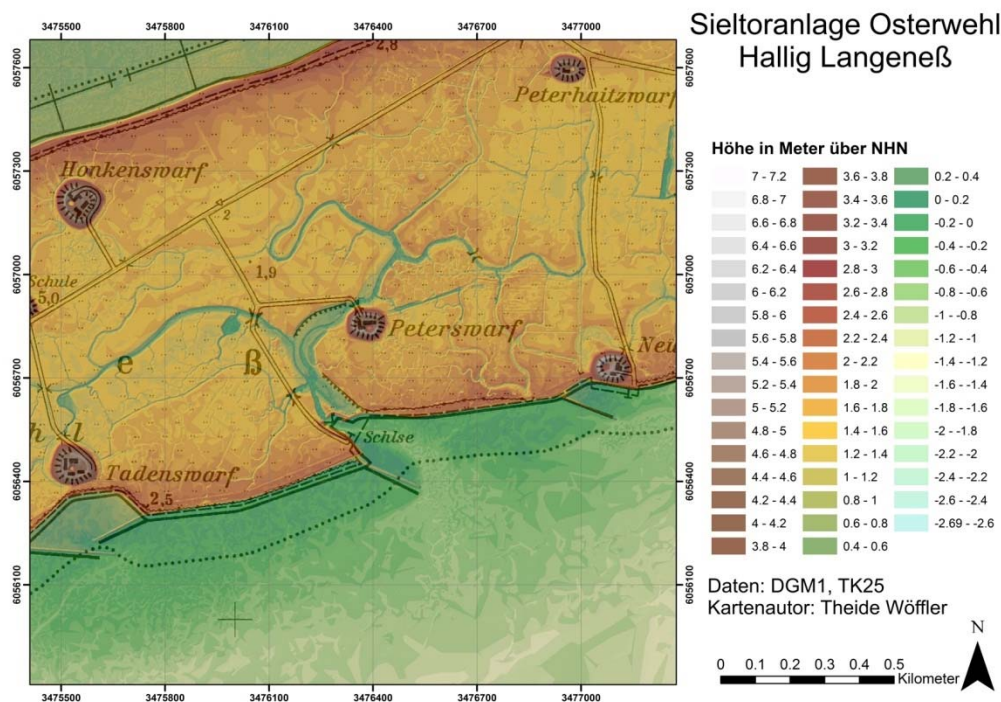 Sieltoranlage Osterwehl
Hallig Langeneß
3475500 3475800 3476100 3476400 3476700 3477000
6057600
6057300
6057000
6056700
6056400
6056100
2,8
Peterhaitzwarf
Honkenswarf
2
1,9
Schule
5,0
Peterswarf
Neu
e
ß
Schlse
h l
Tadenswarf
2,5
6057600
6057300
6057000
6056700
6056400
6056100
3475500 3475800 3476100 3476400 3476700 3477000
Höhe in Meter über NHN
7 - 7.2
6.8 - 7
6.6 - 6.8
6.4 - 6.6
6.2 - 6.4
6 - 6.2
5.8 - 6
5.6 - 5.8
5.4 - 5.6
5.2 - 5.4
5 - 5.2
4.8 - 5
4.6 - 4.8
4.4 - 4.6
4.2 - 4.4
4 - 4.2
3.8 - 4
3.6 - 3.8
3.4 - 3.6
3.2 - 3.4
3 - 3.2
2.8 - 3
2.6 - 2.8
2.4 - 2.6
2.2 - 2.4
2 - 2.2
1.8 - 2
1.6 - 1.8
1.4 - 1.6
1.2 - 1.4
1 - 1.2
0.8 - 1
0.6 - 0.8
0.4 - 0.6
0.2 - 0.4
0 - 0.2
-0.2 - 0
-0.4 - -0.2
-0.6 - -0.4
-0.8 - -0.6
-1 - -0.8
-1.2 - -1
-1.4 - -1.2
-1.6 - -1.4
-1.8 - -1.6
-2 - -1.8
-2.2 - -2
-2.4 - -2.2
-2.6 - -2.4
-2.69 - -2.6
Daten: DGM1, TK25
Kartenautor: Theide Wöffler
N
0 0.1 0.2 0.3 0.4 0.5
Kilometer